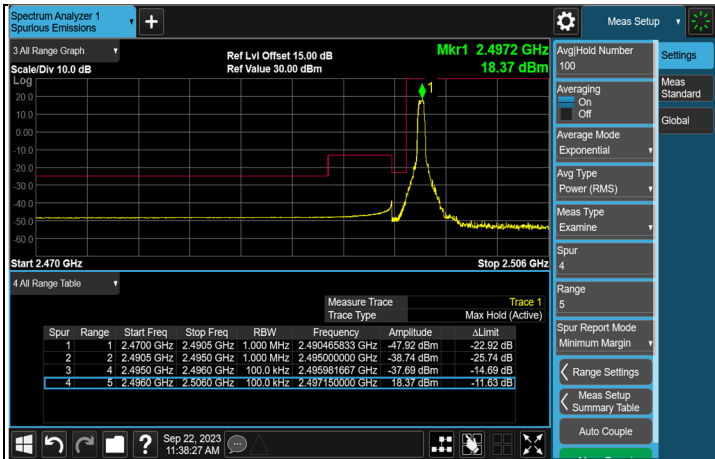 Spectrum Analyzer 1
Spurious Emissions
Meas Setup
3 All Range Graph
Ref Lvl Offset 15.00 dB
Mkr1 2.4972 GHz
Scale/Div 10.0 dB
Ref Value 30.00 dBm
18.37 dBm
Log
1
20.0
10.0
0.00
-10.0
-20.0
-30.0
-40.0
-50.0
-60.0
Start 2.470 GHz
Stop 2.506 GHz
4 All Range Table
Measure Trace Trace 1
Trace Type Max Hold (Active)
Spur Range Start Freq Stop Freq RBW Frequency Amplitude ΔLimit
1 1 2.4700 GHz 2.4905 GHz 1.000 MHz 2.490465833 GHz -47.92 dBm -22.92 dB
2 2 2.4905 GHz 2.4950 GHz 1.000 MHz 2.495000000 GHz -38.74 dBm -25.74 dB
3 4 2.4950 GHz 2.4960 GHz 100.0 kHz 2.495981667 GHz -37.69 dBm -14.69 dB
4 5 2.4960 GHz 2.5060 GHz 100.0 kHz 2.497150000 GHz 18.37 dBm -11.63 dB
Sep 22, 2023
11:38:27 AM
Avg|Hold Number
100
Averaging
On
Off
Average Mode
Exponential
Avg Type
Power (RMS)
Meas Type
Examine
Spur
4
Range
5
Spur Report Mode
Minimum Margin
Range Settings
Meas Setup
Summary Table
Auto Couple
Settings
Meas
Standard
Global